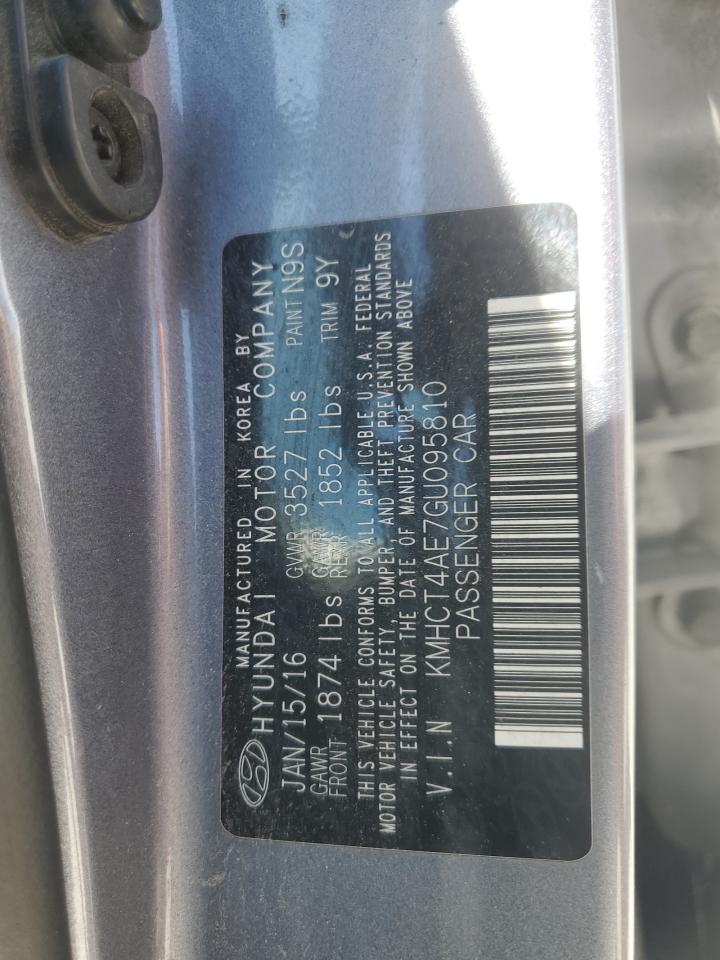 MANUFACTURED IN KOREA BY
HYUNDAI MOTOR COMPANY
JAN/15/16 GVWR 3527 lbs PAINT N9S
GAWR FRONT 1874 lbs GAWR REAR 1852 lbs TRIM 9Y
THIS VEHICLE CONFORMS TO ALL APPLICABLE U.S.A. FEDERAL
MOTOR VEHICLE SAFETY, BUMPER, AND THEFT PREVENTION STANDARDS
IN EFFECT ON THE DATE OF MANUFACTURE SHOWN ABOVE
V.I.N KMHCT4AE7GU095810
PASSENGER CAR